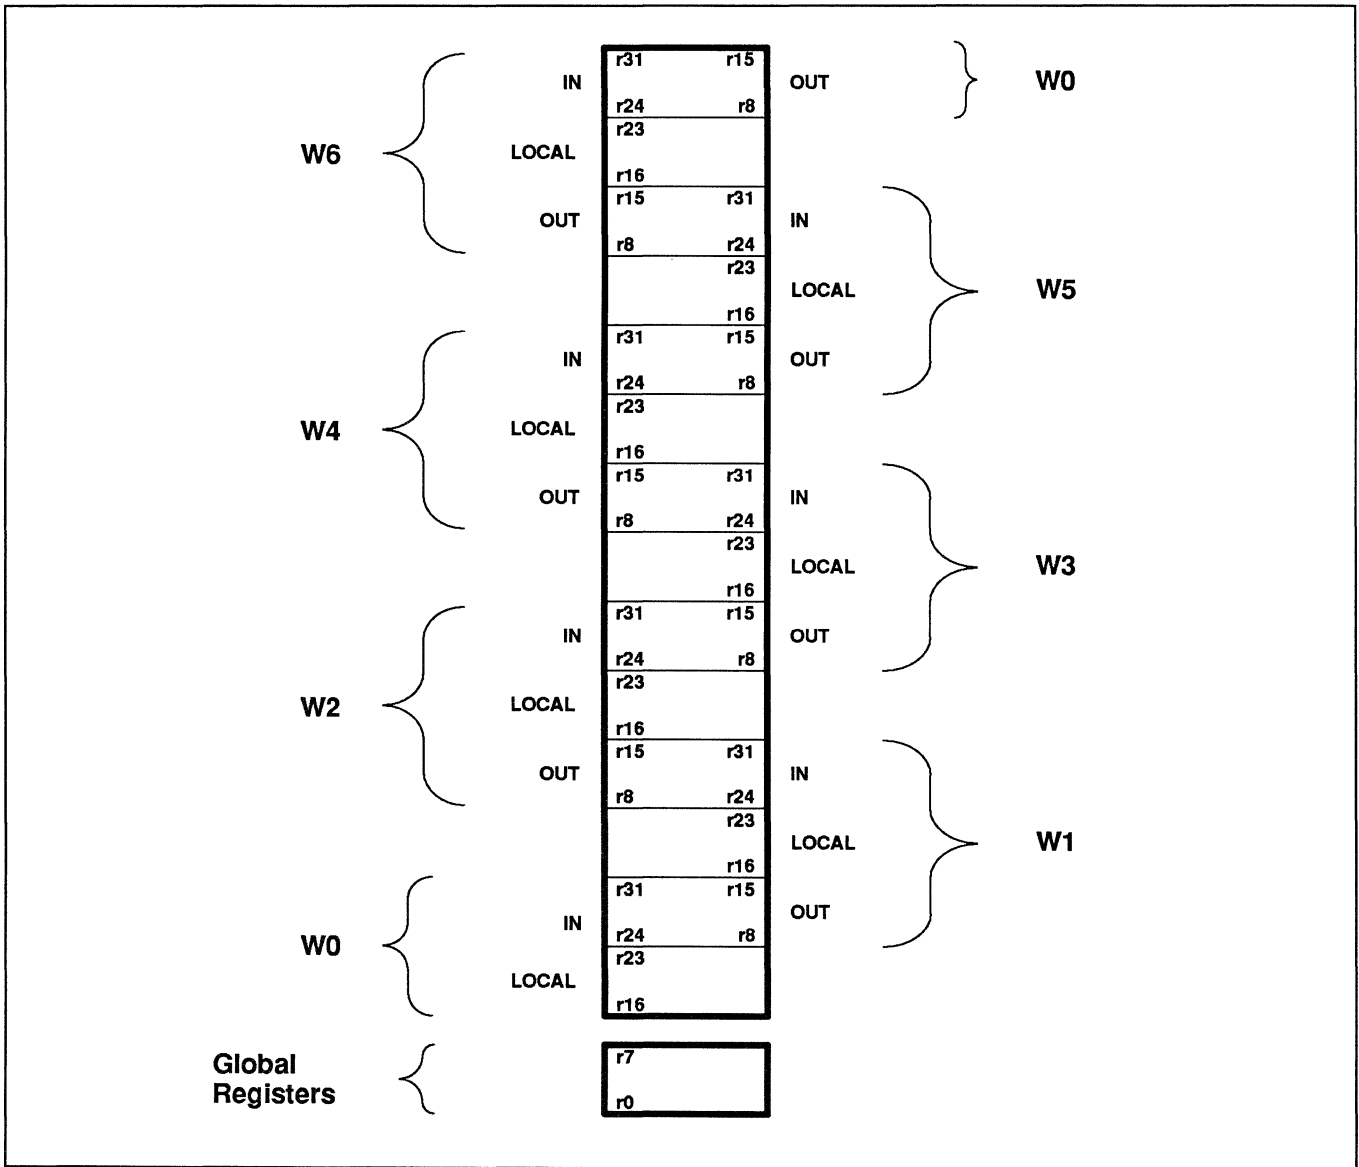 r31 r15
IN OUT W0
r24 r8
r23
W6 LOCAL
r16
r15 r31
OUT IN
r8 r24
r23
LOCAL W5
r16
r31 r15
IN OUT
r24 r8
r23
W4 LOCAL
r16
r15 r31
OUT IN
r8 r24
r23
LOCAL W3
r16
r31 r15
IN OUT
r24 r8
r23
W2 LOCAL
r16
r15 r31
OUT IN
r8 r24
r23
LOCAL W1
r16
r31 r15
OUT
IN
r24 r8
W0
r23
LOCAL
r16
r7
Global
Registers
r0